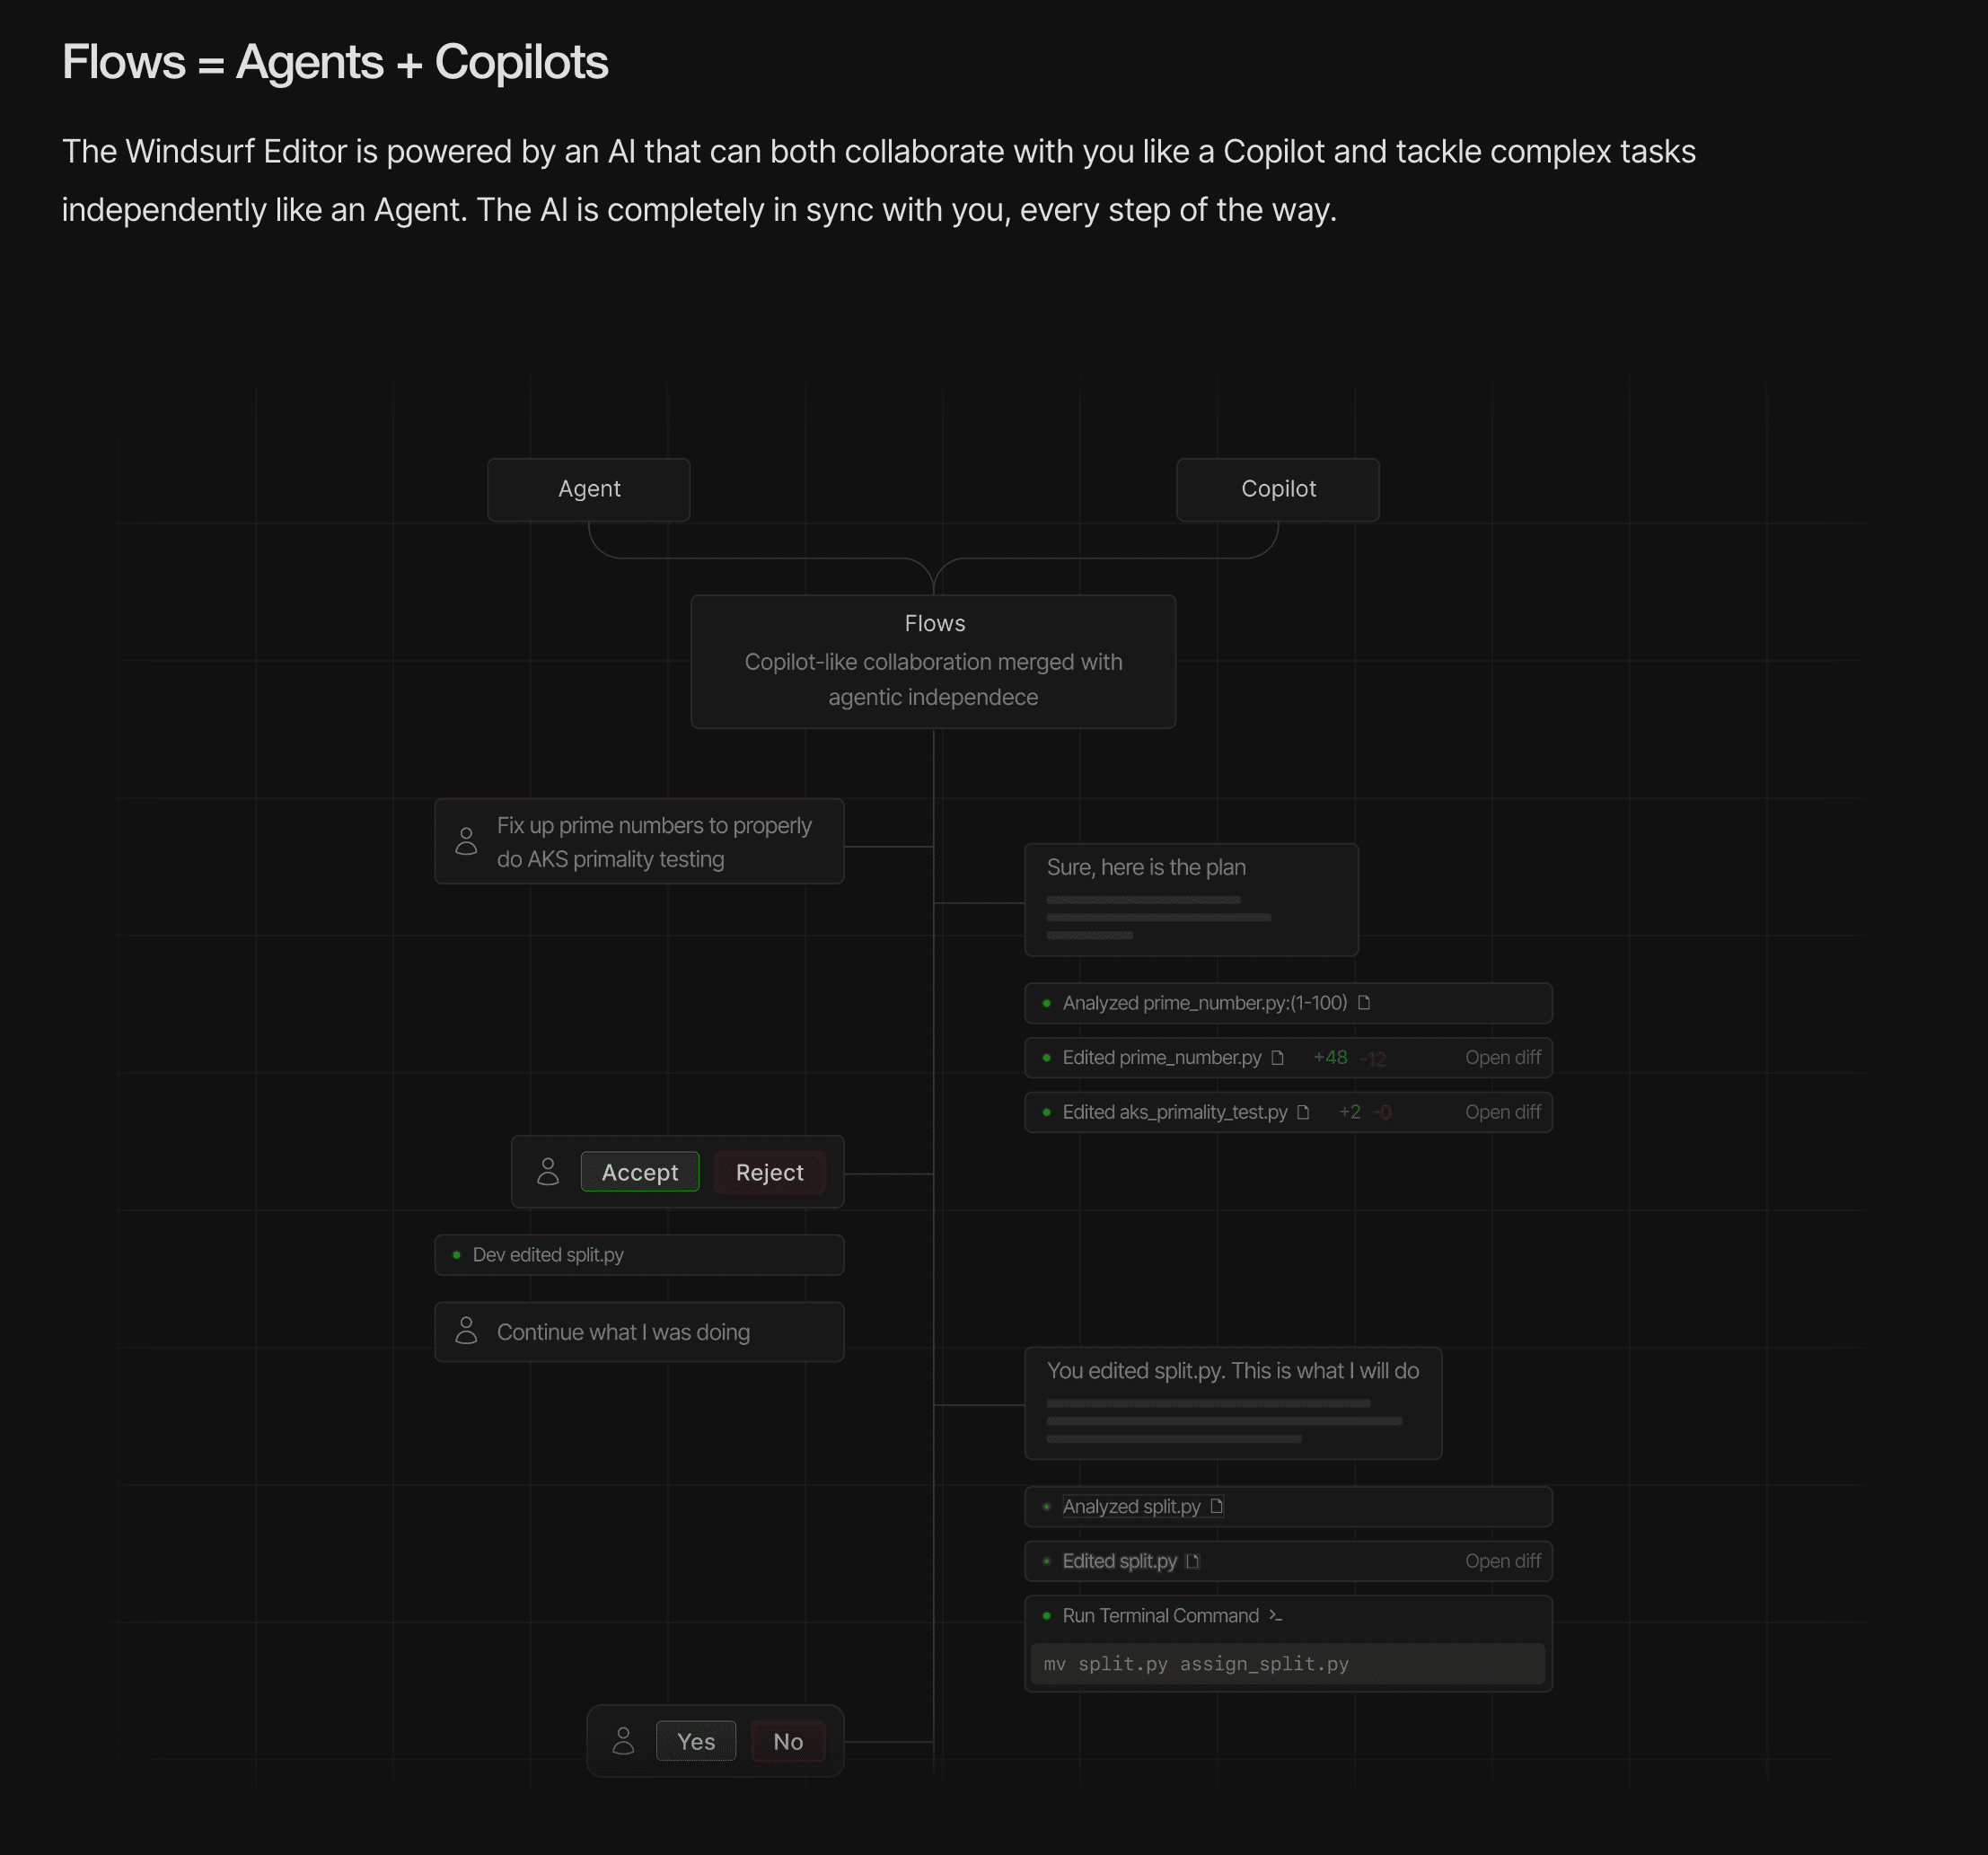 Flows = Agents + Copilots
The Windsurf Editor is powered by an AI that can both collaborate with you like a Copilot and tackle complex tasks
independently like an Agent. The AI is completely in sync with you, every step of the way.
Agent
Copilot
Flows
Copilot-like collaboration merged with
agentic independece
Fix up prime numbers to properly
do AKS primality testing
Sure, here is the plan
Analyzed prime_number.py:(1-100)
Edited prime_number.py +48 -12 Open diff
Edited aks_primality_test.py +2 -0 Open diff
Accept Reject
Dev edited split.py
Continue what I was doing
You edited split.py. This is what I will do
Analyzed split.py
Edited split.py Open diff
Run Terminal Command
mv split.py assign_split.py
Yes No